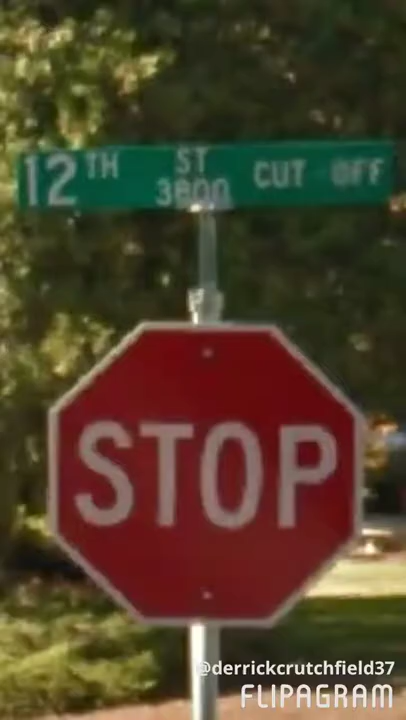 12TH ST CUT OFF
3800
STOP
@derrickcrutchfield37
FLIPAGRAM